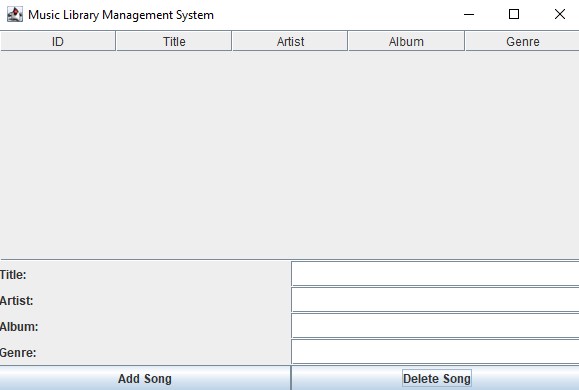 Music Library Management System
ID Title Artist Album Genre
Title:
Artist:
Album:
Genre:
Add Song Delete Song